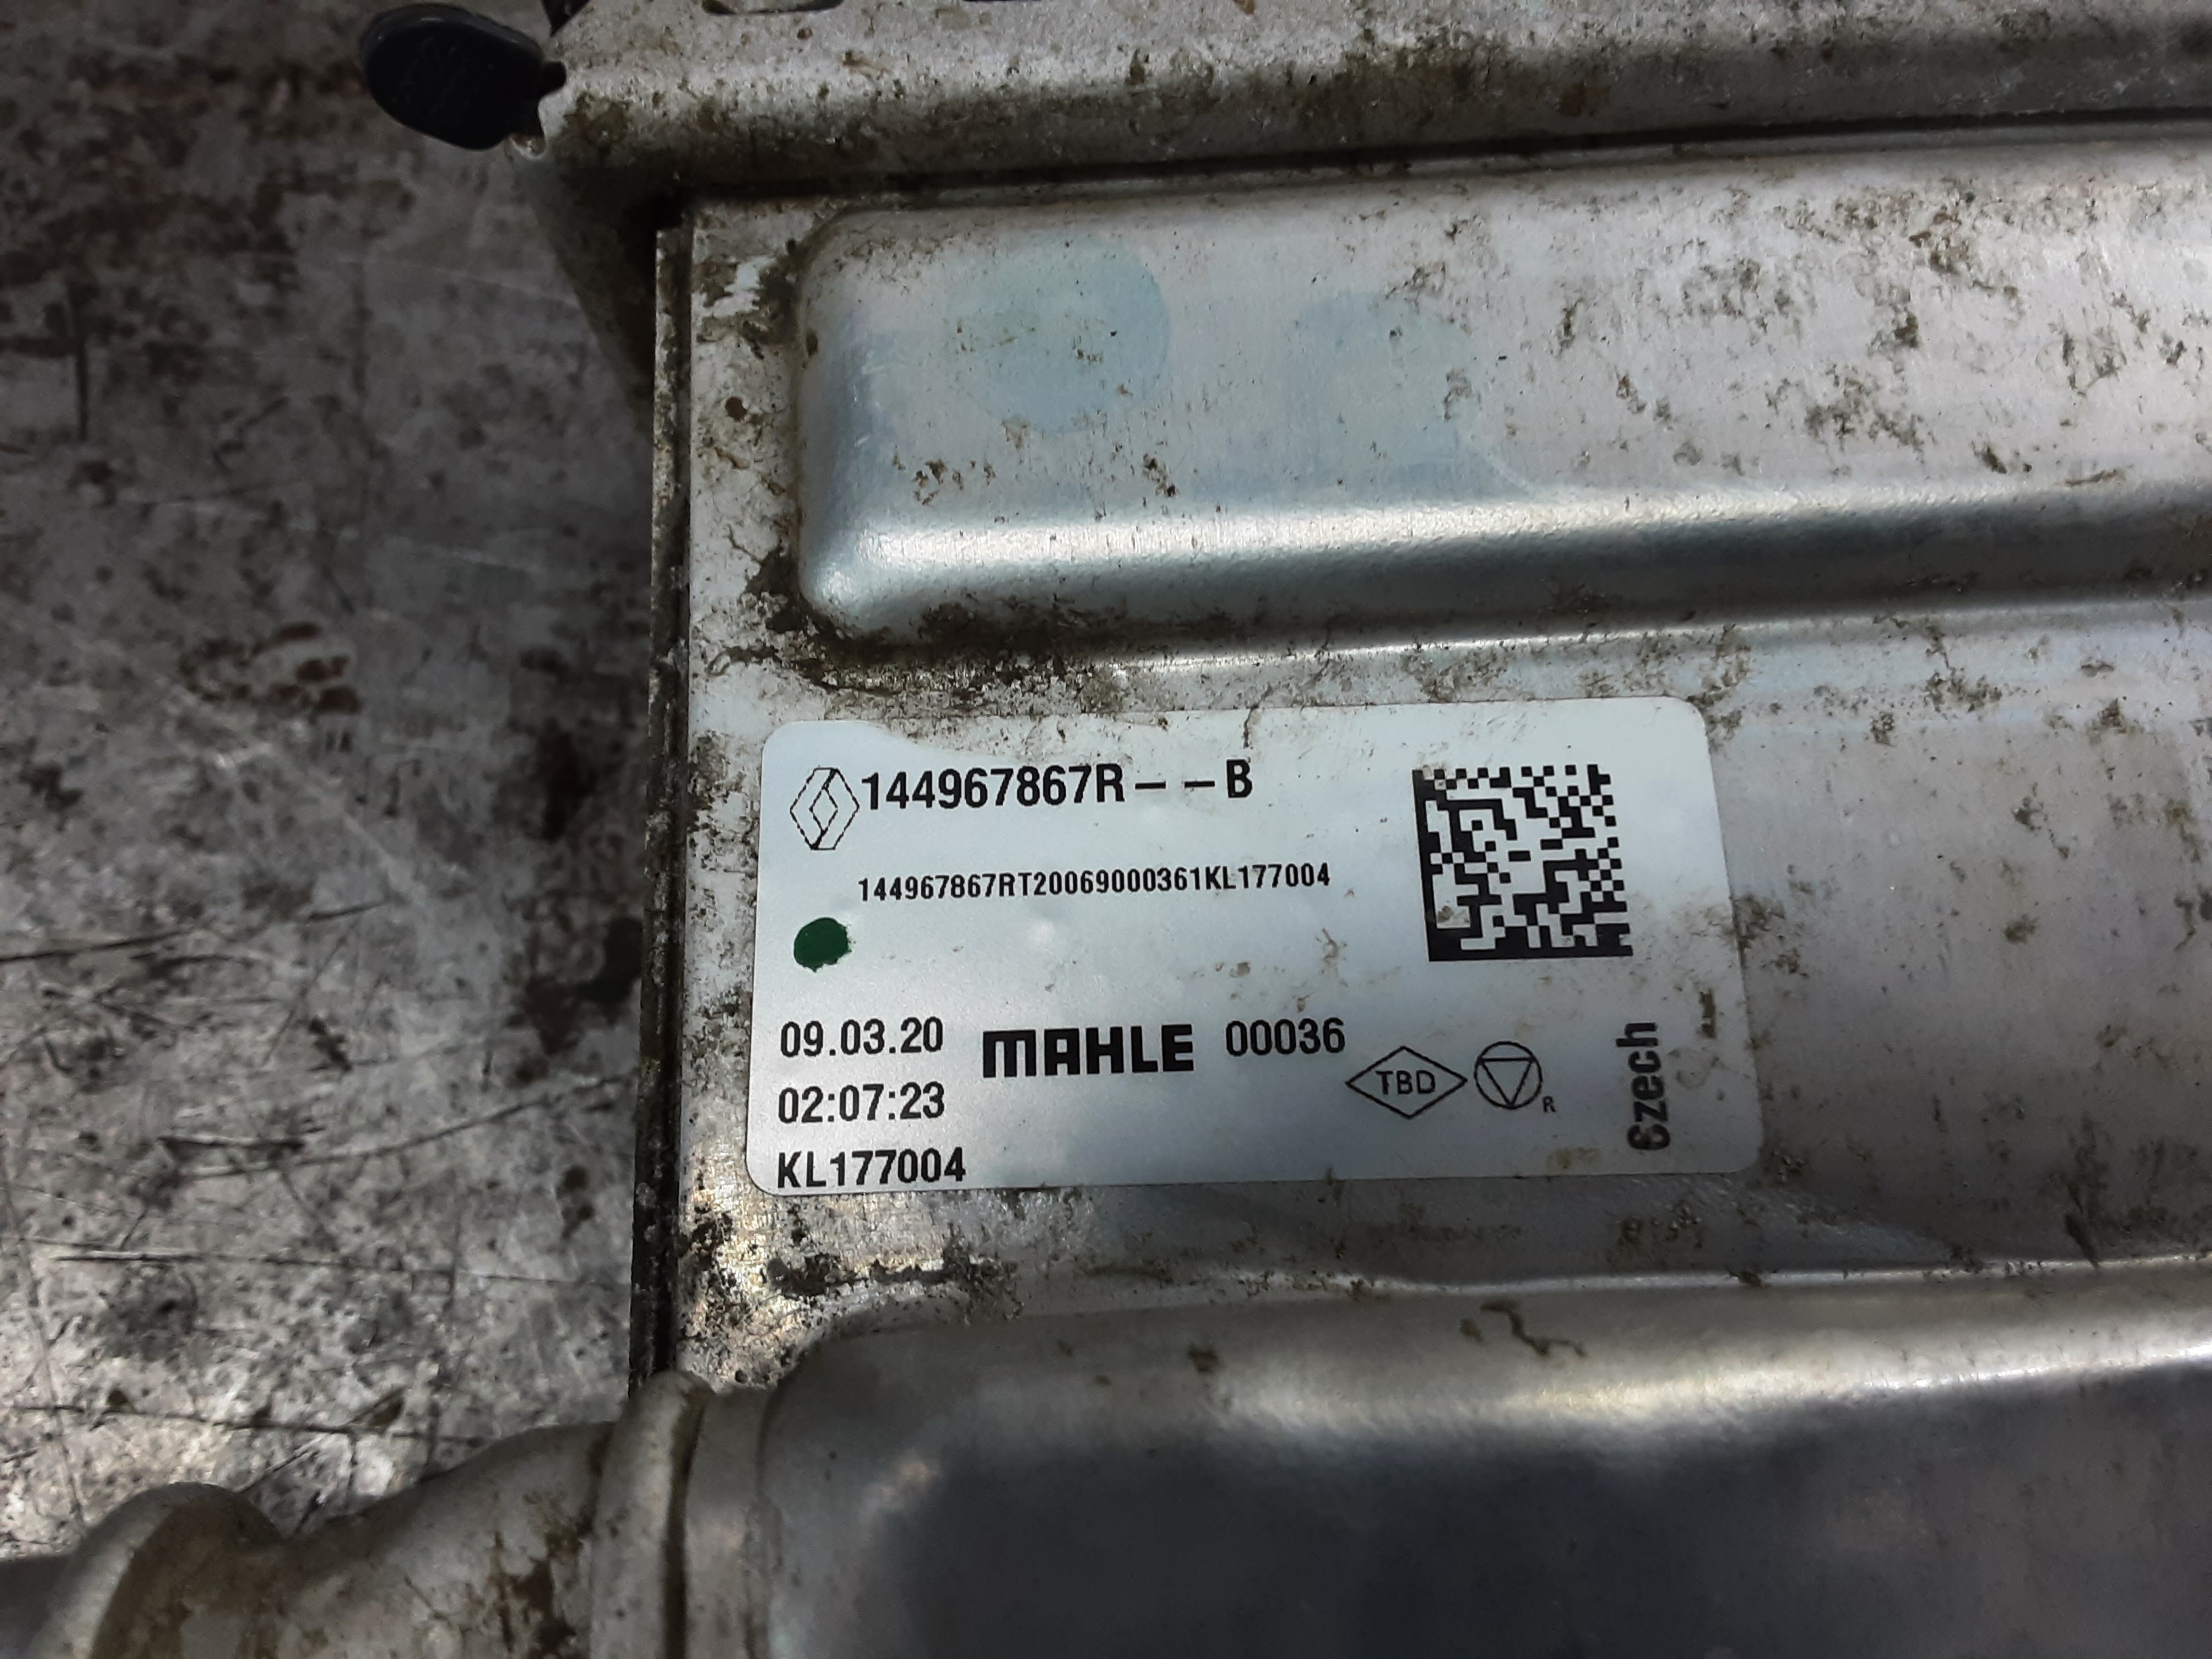 144967867R--B
144967867RT20069000361KL177004
09.03.20 MAHLE 00036
02:07:23 TBD R
KL177004
Czech